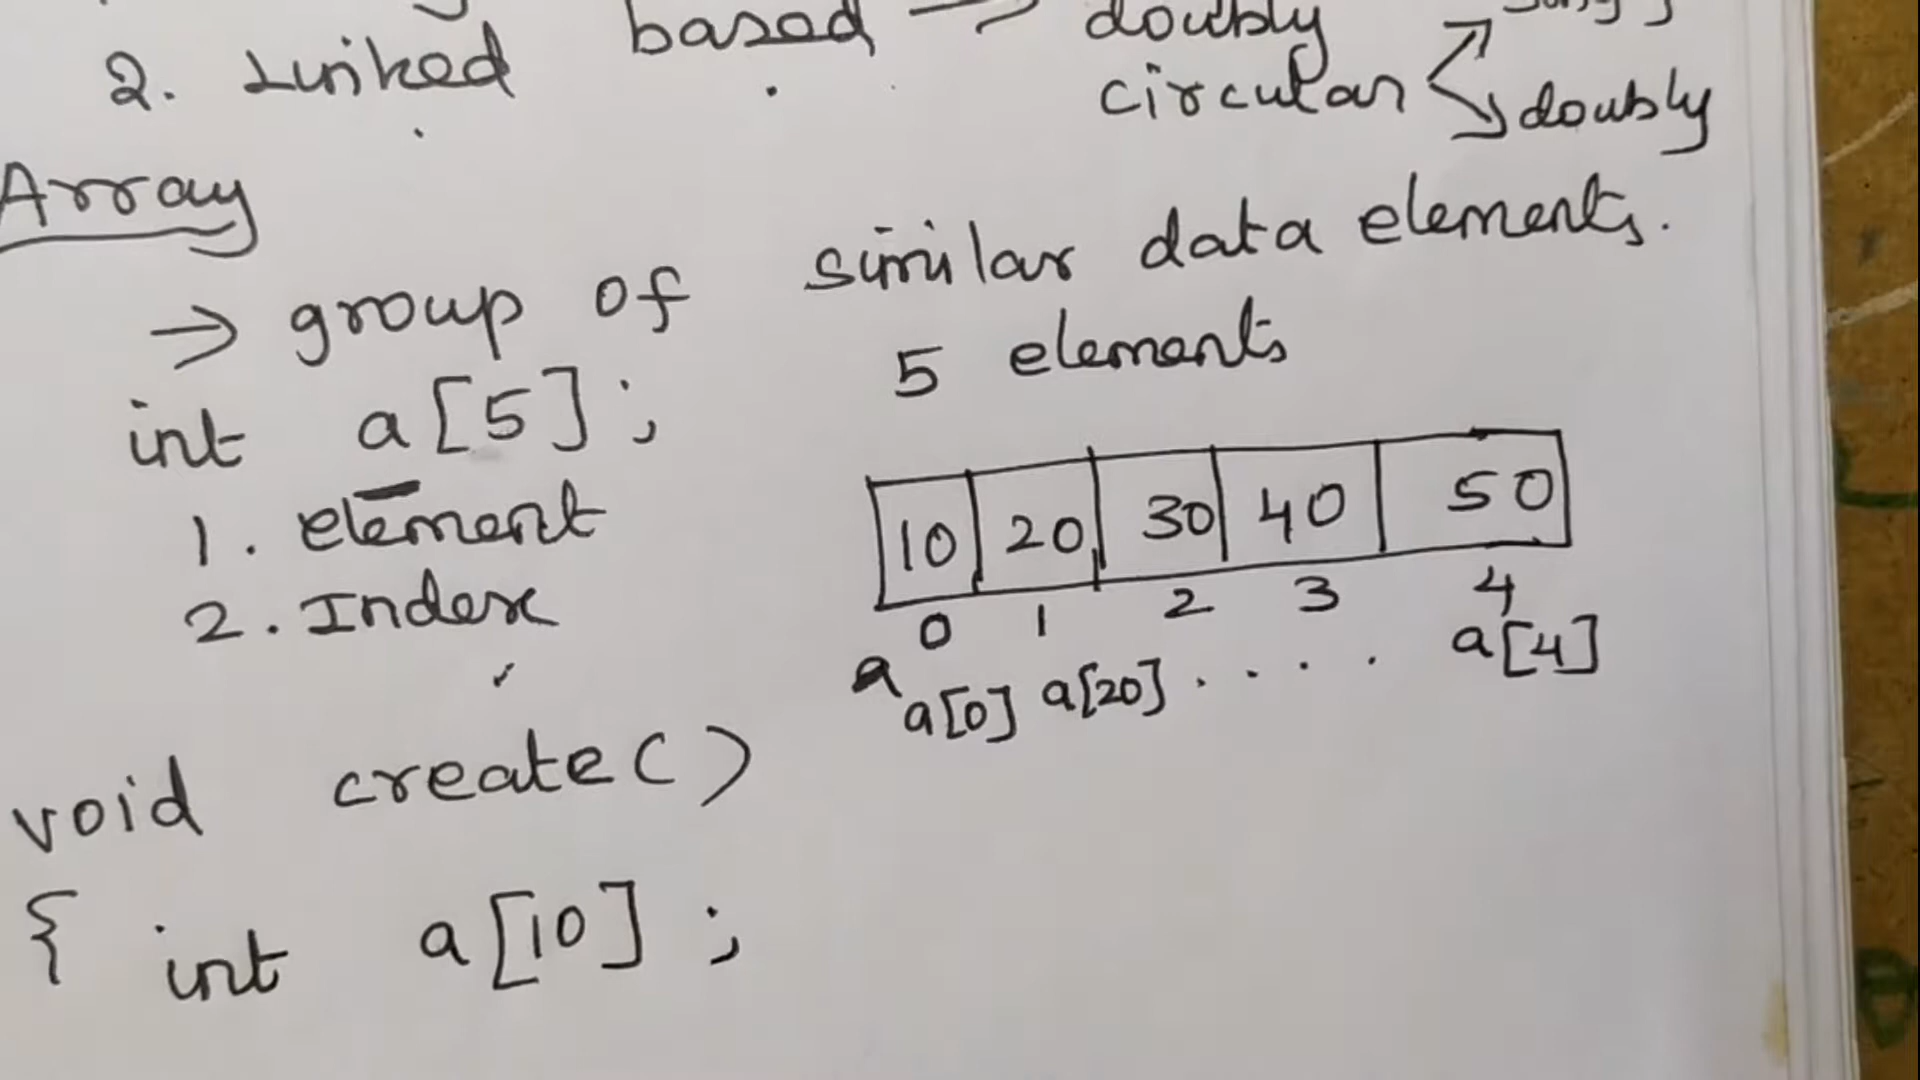 2. Linked based → doubly
circular
doubly
Array
→ group of similar data elements.
int a[5]; 5 elements
1. element
2. Index
10 20 30 40 50
0 1 2 3 4
a
a[0] a[20] . . . . a[4]
void create()
{ int a[10];